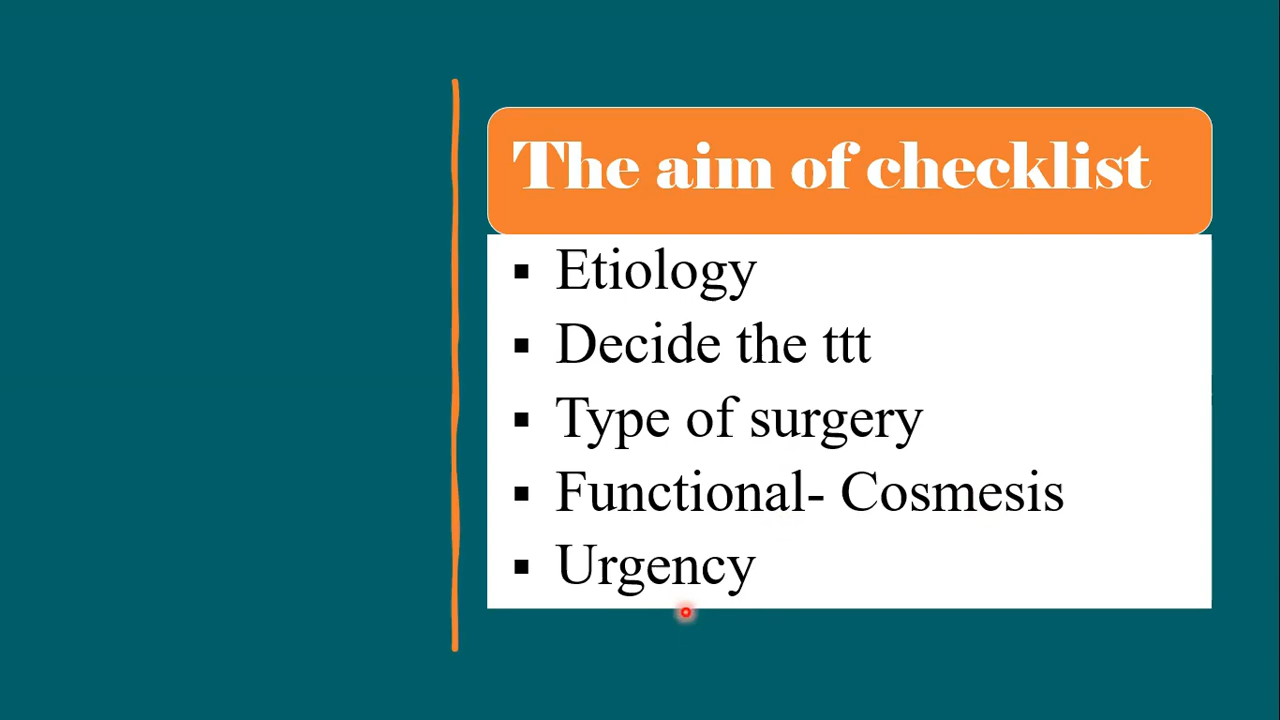 The aim of checklist
▪ Etiology
▪ Decide the ttt
▪ Type of surgery
▪ Functional- Cosmesis
▪ Urgency